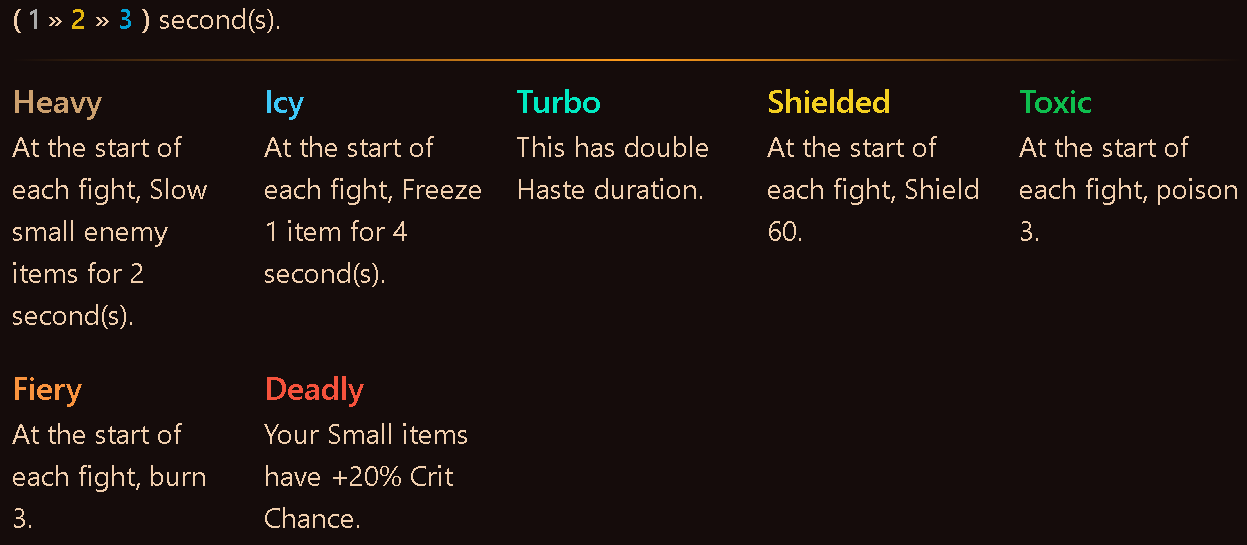 ( 1 » 2 » 3 ) second(s).
Heavy
At the start of
each fight, Slow
small enemy
items for 2
second(s).
Icy
At the start of
each fight, Freeze
1 item for 4
second(s).
Turbo
This has double
Haste duration.
Shielded
At the start of
each fight, Shield
60.
Toxic
At the start of
each fight, poison
3.
Fiery
At the start of
each fight, burn
3.
Deadly
Your Small items
have +20% Crit
Chance.